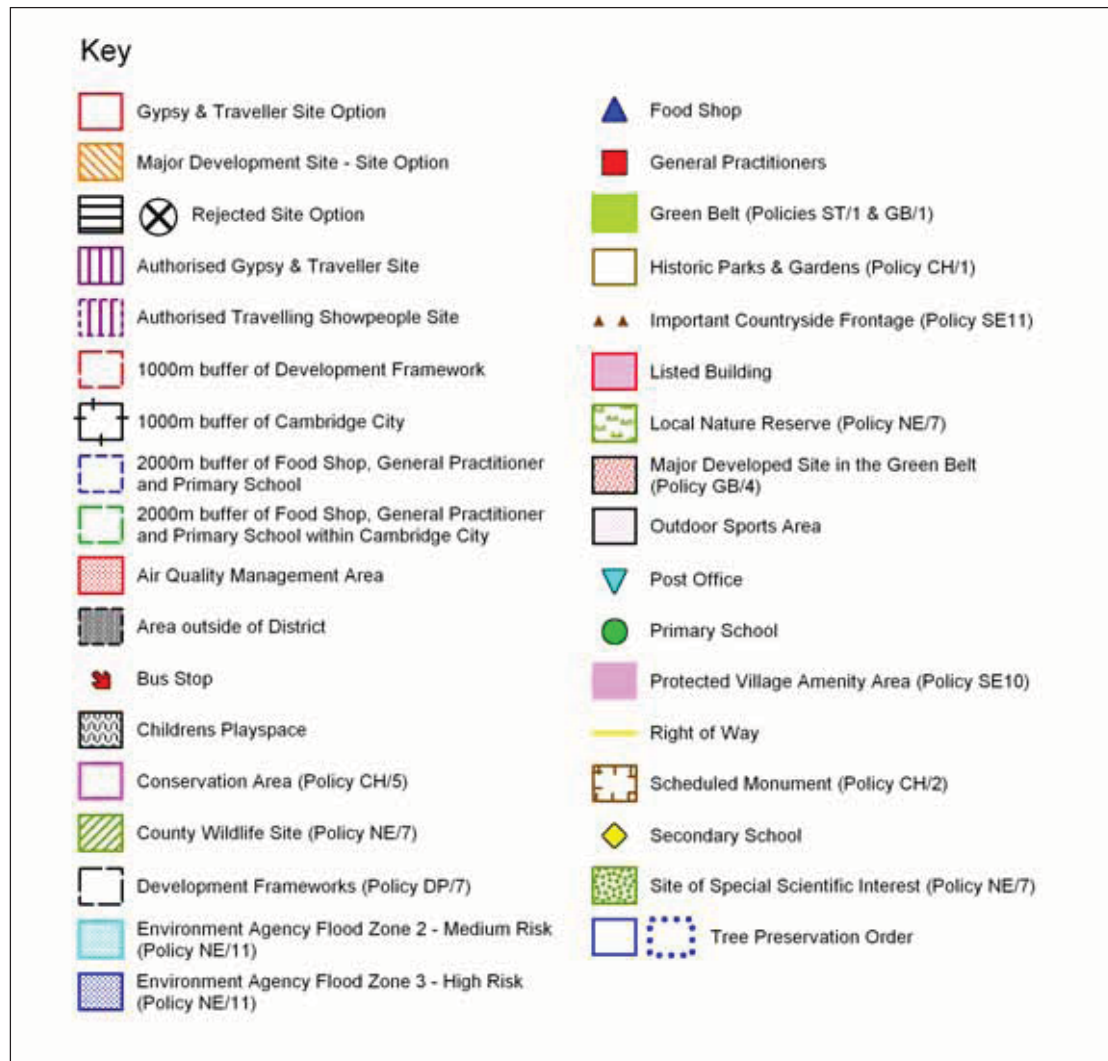 Key
Gypsy & Traveller Site Option
Major Development Site - Site Option
Rejected Site Option
Authorised Gypsy & Traveller Site
Authorised Travelling Showpeople Site
1000m buffer of Development Framework
1000m buffer of Cambridge City
2000m buffer of Food Shop, General Practitioner
and Primary School
2000m buffer of Food Shop, General Practitioner
and Primary School within Cambridge City
Air Quality Management Area
Area outside of District
Bus Stop
Childrens Playspace
Conservation Area (Policy CH/5)
County Wildlife Site (Policy NE/7)
Development Frameworks (Policy DP/7)
Environment Agency Flood Zone 2 - Medium Risk
(Policy NE/11)
Environment Agency Flood Zone 3 - High Risk
(Policy NE/11)
Food Shop
General Practitioners
Green Belt (Policies ST/1 & GB/1)
Historic Parks & Gardens (Policy CH/1)
Important Countryside Frontage (Policy SE11)
Listed Building
Local Nature Reserve (Policy NE/7)
Major Developed Site in the Green Belt
(Policy GB/4)
Outdoor Sports Area
Post Office
Primary School
Protected Village Amenity Area (Policy SE10)
Right of Way
Scheduled Monument (Policy CH/2)
Secondary School
Site of Special Scientific Interest (Policy NE/7)
Tree Preservation Order